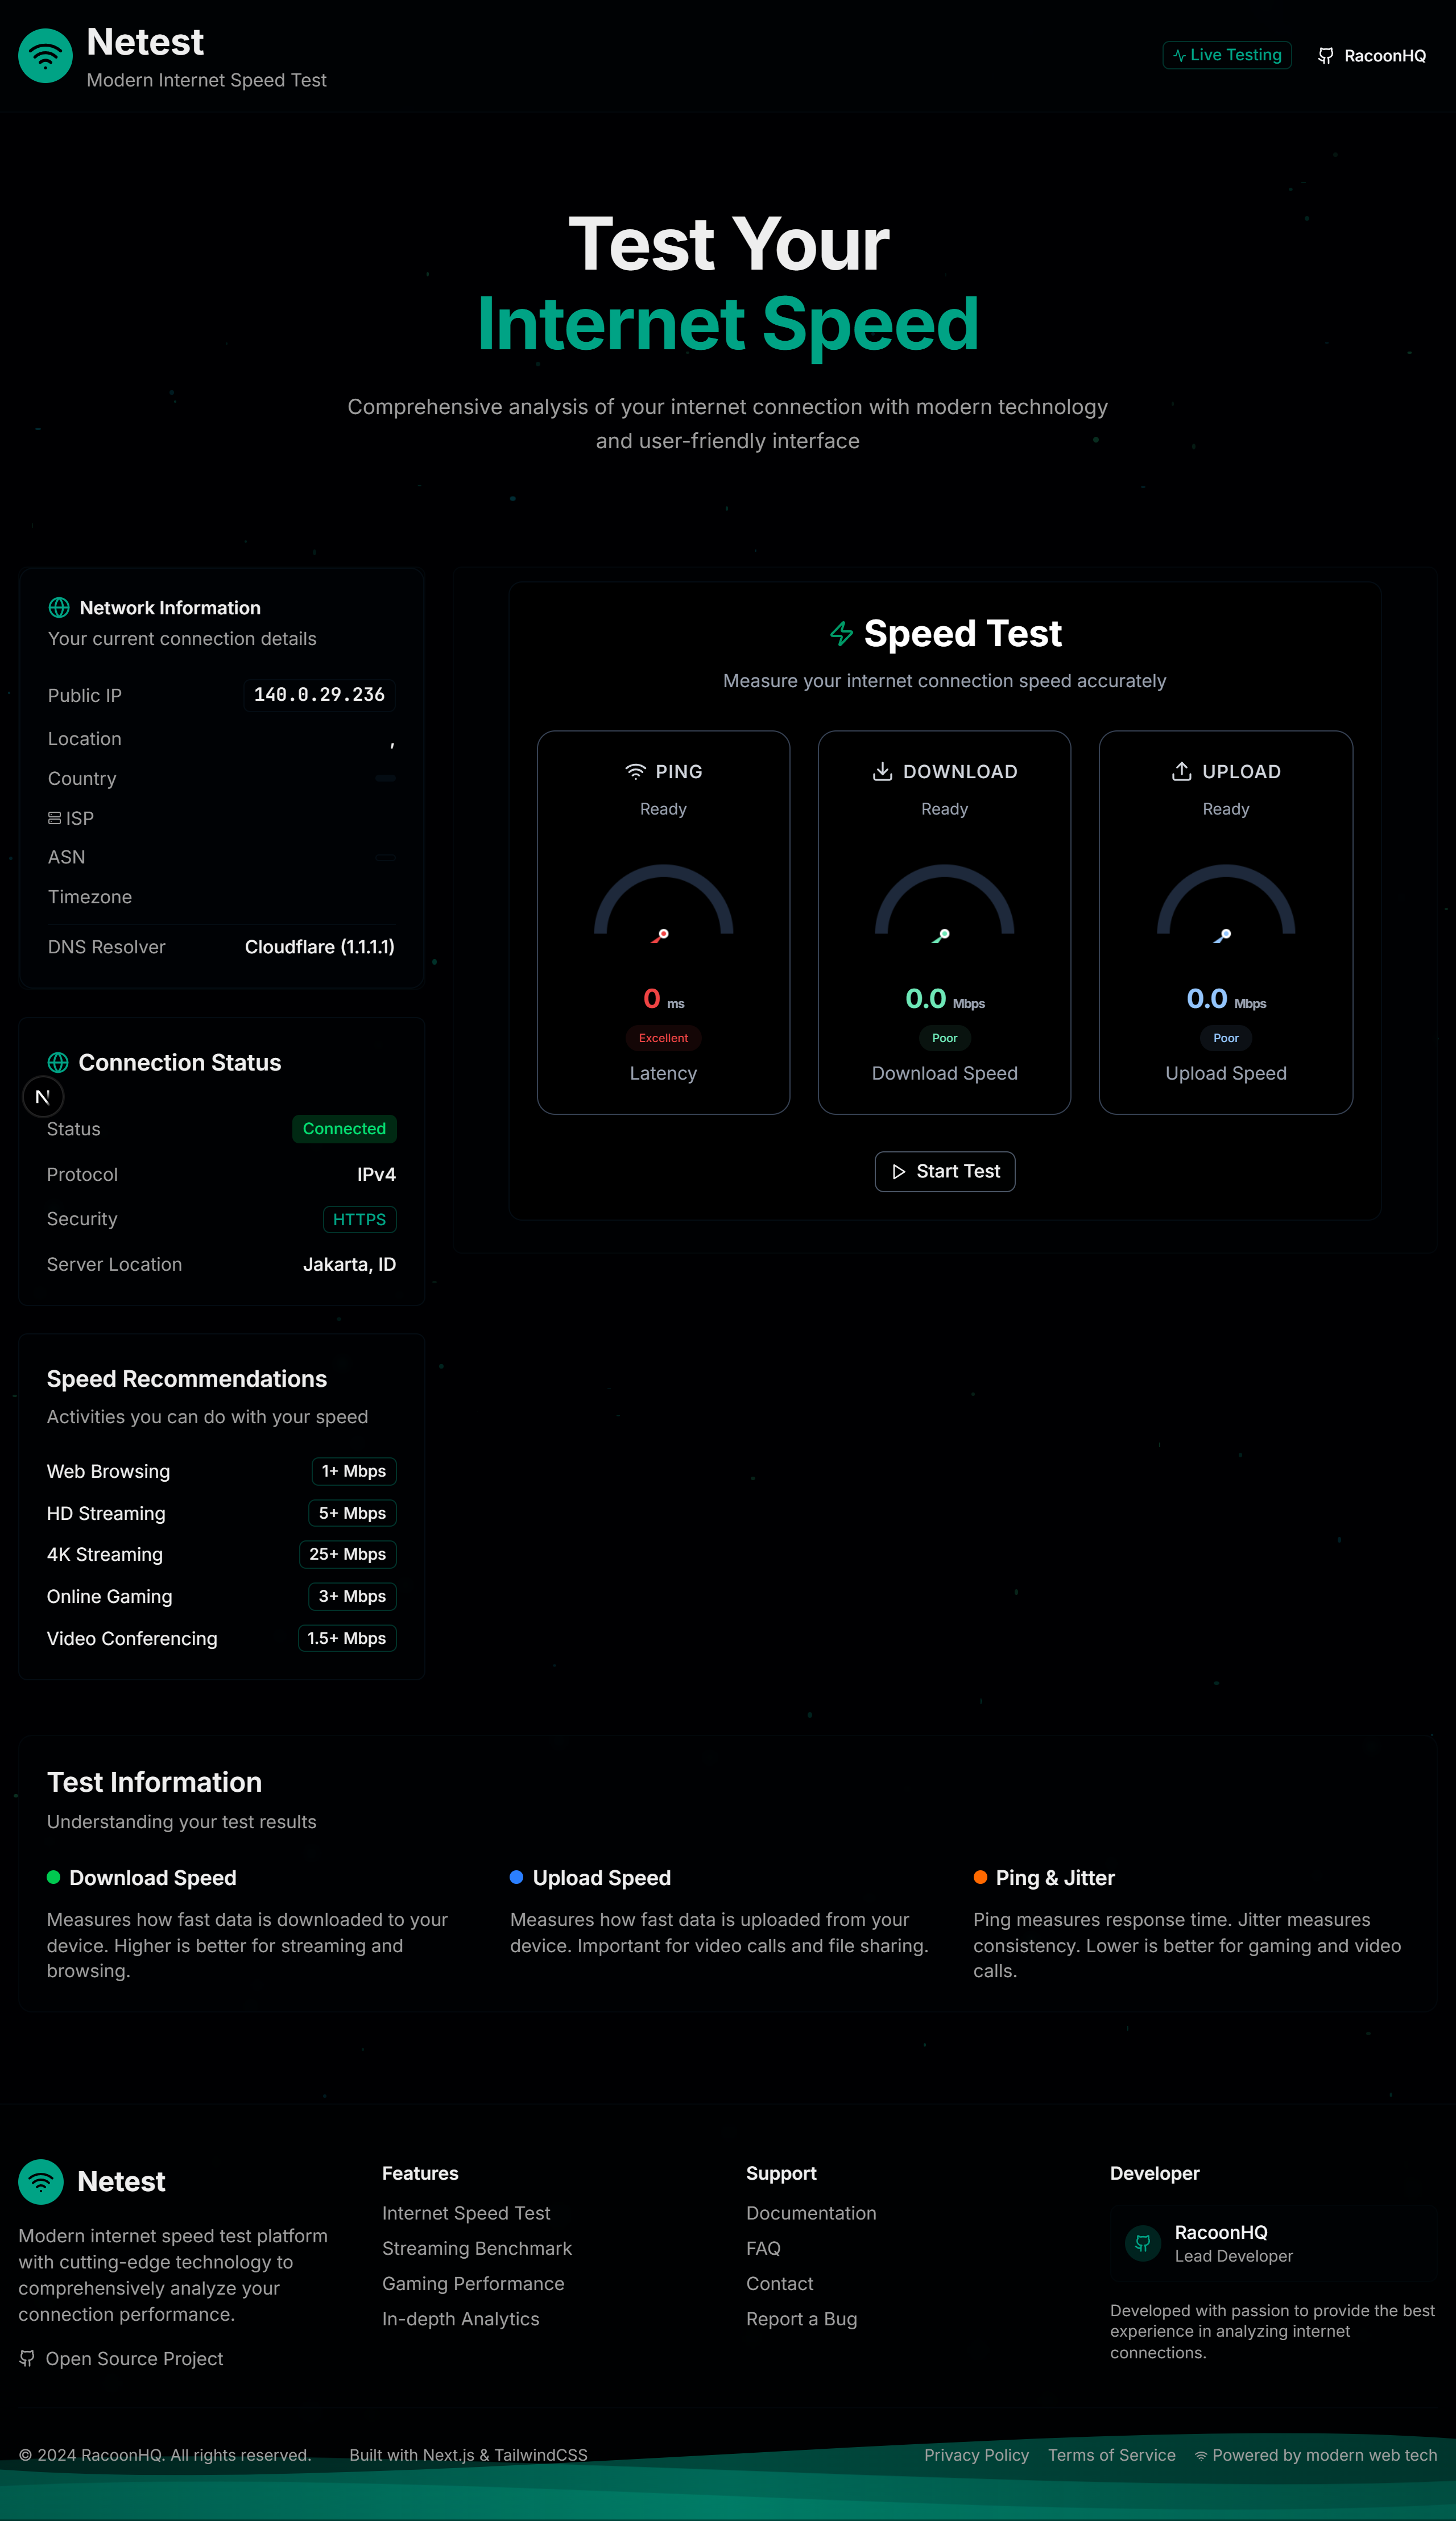 Netest
Modern Internet Speed Test
Live Testing
RacoonHQ
Test Your
Internet Speed
Comprehensive analysis of your internet connection with modern technology
and user-friendly interface
Network Information
Your current connection details
Public IP 140.0.29.236
Location ,
Country
ISP
ASN
Timezone
DNS Resolver Cloudflare (1.1.1.1)
Connection Status
N
Status Connected
Protocol IPv4
Security HTTPS
Server Location Jakarta, ID
Speed Recommendations
Activities you can do with your speed
Web Browsing 1+ Mbps
HD Streaming 5+ Mbps
4K Streaming 25+ Mbps
Online Gaming 3+ Mbps
Video Conferencing 1.5+ Mbps
Speed Test
Measure your internet connection speed accurately
PING
Ready
0 ms
Excellent
Latency
DOWNLOAD
Ready
0.0 Mbps
Poor
Download Speed
UPLOAD
Ready
0.0 Mbps
Poor
Upload Speed
Start Test
Test Information
Understanding your test results
Download Speed
Measures how fast data is downloaded to your
device. Higher is better for streaming and
browsing.
Upload Speed
Measures how fast data is uploaded from your
device. Important for video calls and file sharing.
Ping & Jitter
Ping measures response time. Jitter measures
consistency. Lower is better for gaming and video
calls.
Netest
Modern internet speed test platform
with cutting-edge technology to
comprehensively analyze your
connection performance.
Open Source Project
Features
Internet Speed Test
Streaming Benchmark
Gaming Performance
In-depth Analytics
Support
Documentation
FAQ
Contact
Report a Bug
Developer
RacoonHQ
Lead Developer
Developed with passion to provide the best
experience in analyzing internet
connections.
© 2024 RacoonHQ. All rights reserved.
Built with Next.js & TailwindCSS
Privacy Policy
Terms of Service
Powered by modern web tech